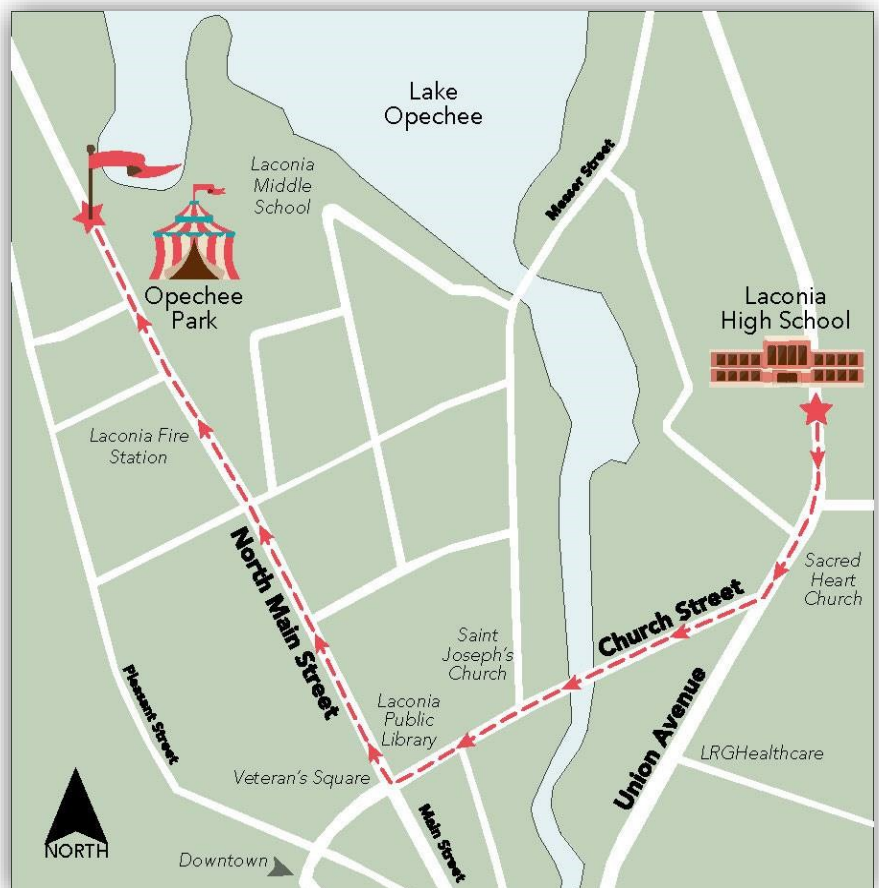 Lake
Opechee
Messer Street
Laconia
Middle
School
Opechee
Park
Laconia
High School
Laconia Fire
Station
North Main Street
Sacred
Heart
Church
Church Street
Saint
Joseph's
Church
Laconia
Public
Library
Pleasant Street
Union Avenue
LRGHealthcare
Veteran's Square
Main Street
NORTH
Downtown